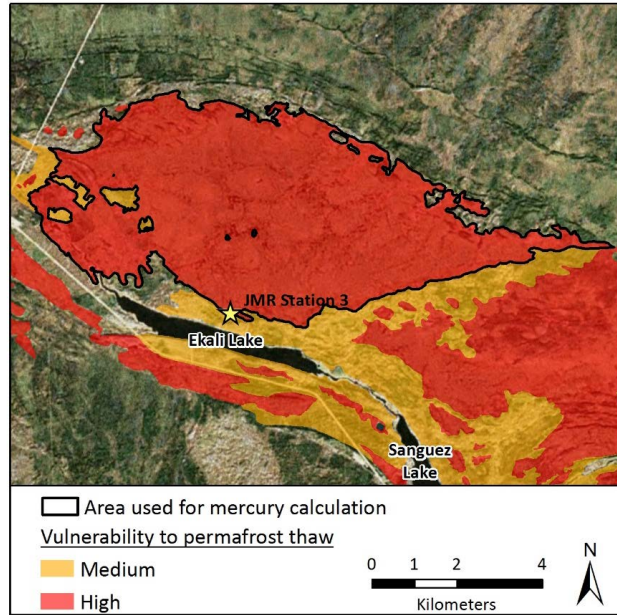 JMR Station 3
Ekali Lake
Sanguez
Lake
Area used for mercury calculation
Vulnerability to permafrost thaw
Medium
High
0 1 2 4
Kilometers
N